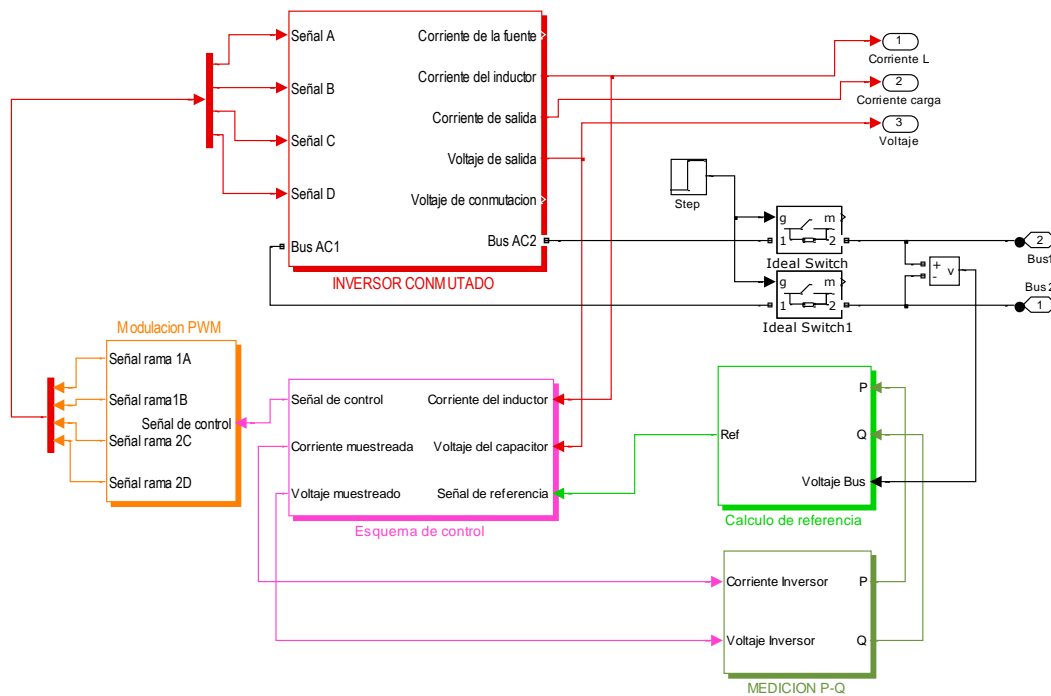 Señal A
Señal B
Señal C
Señal D
Bus AC1
Corriente de la fuente
Corriente del inductor
Corriente de salida
Voltaje de salida
Voltaje de conmutacion
Bus AC2
INVERSOR CONMUTADO
1
Corriente L
2
Corriente carga
3
Voltaje
Step
g
m
1
2
Ideal Switch
g
m
1
2
Ideal Switch1
+
-
v
2
Bus1
Bus 2
1
Modulacion PWM
Señal rama 1A
Señal rama1B
Señal de control
Señal rama 2C
Señal rama 2D
Señal de control
Corriente muestreada
Voltaje muestreado
Corriente del inductor
Voltaje del capacitor
Señal de referencia
Esquema de control
Ref
P
Q
Voltaje Bus
Calculo de referencia
Corriente Inversor
Voltaje Inversor
P
Q
MEDICION P-Q